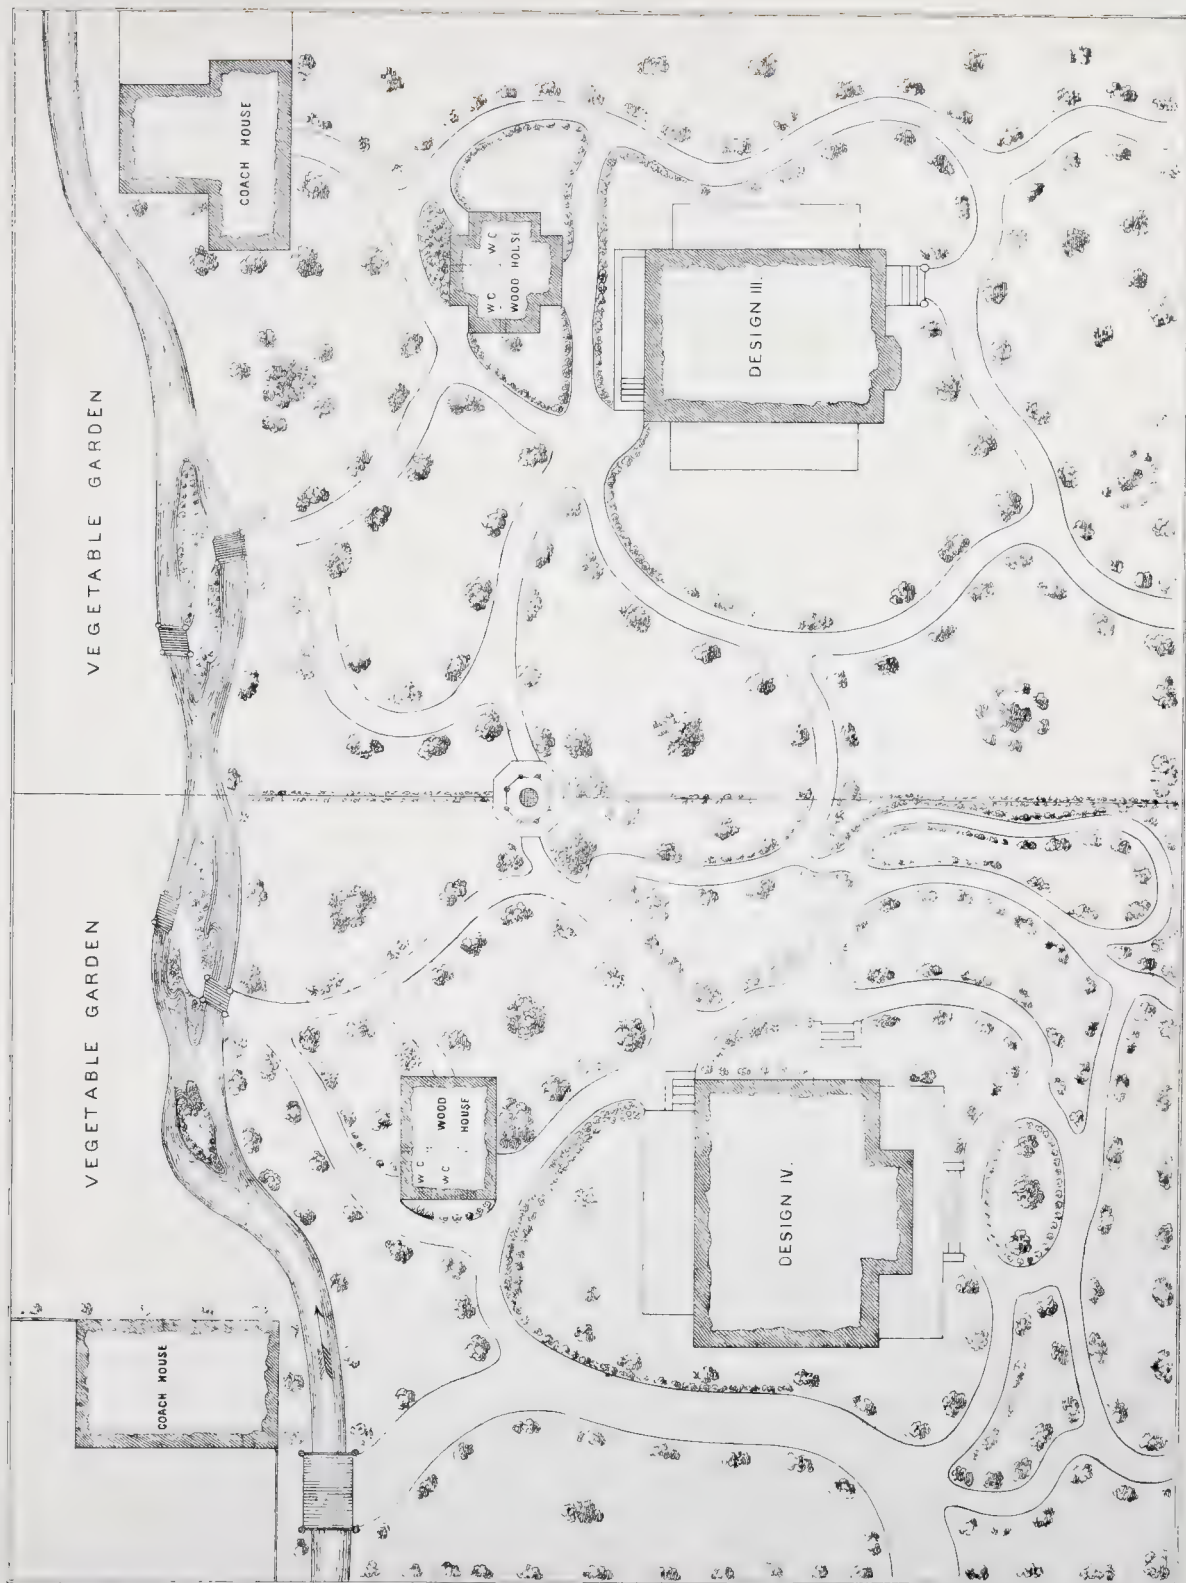 COACH HOUSE
VEGETABLE GARDEN
W C
W C
WOOD HOUSE
DESIGN III.
VEGETABLE GARDEN
W C
W C
WOOD
HOUSE
DESIGN IV.
COACH HOUSE